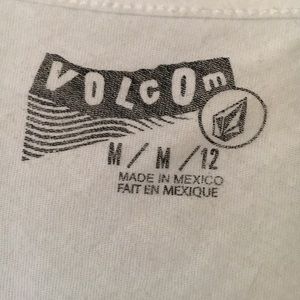 VOLCOM
M / M / 12
MADE IN MEXICO
FAIT EN MEXIQUE